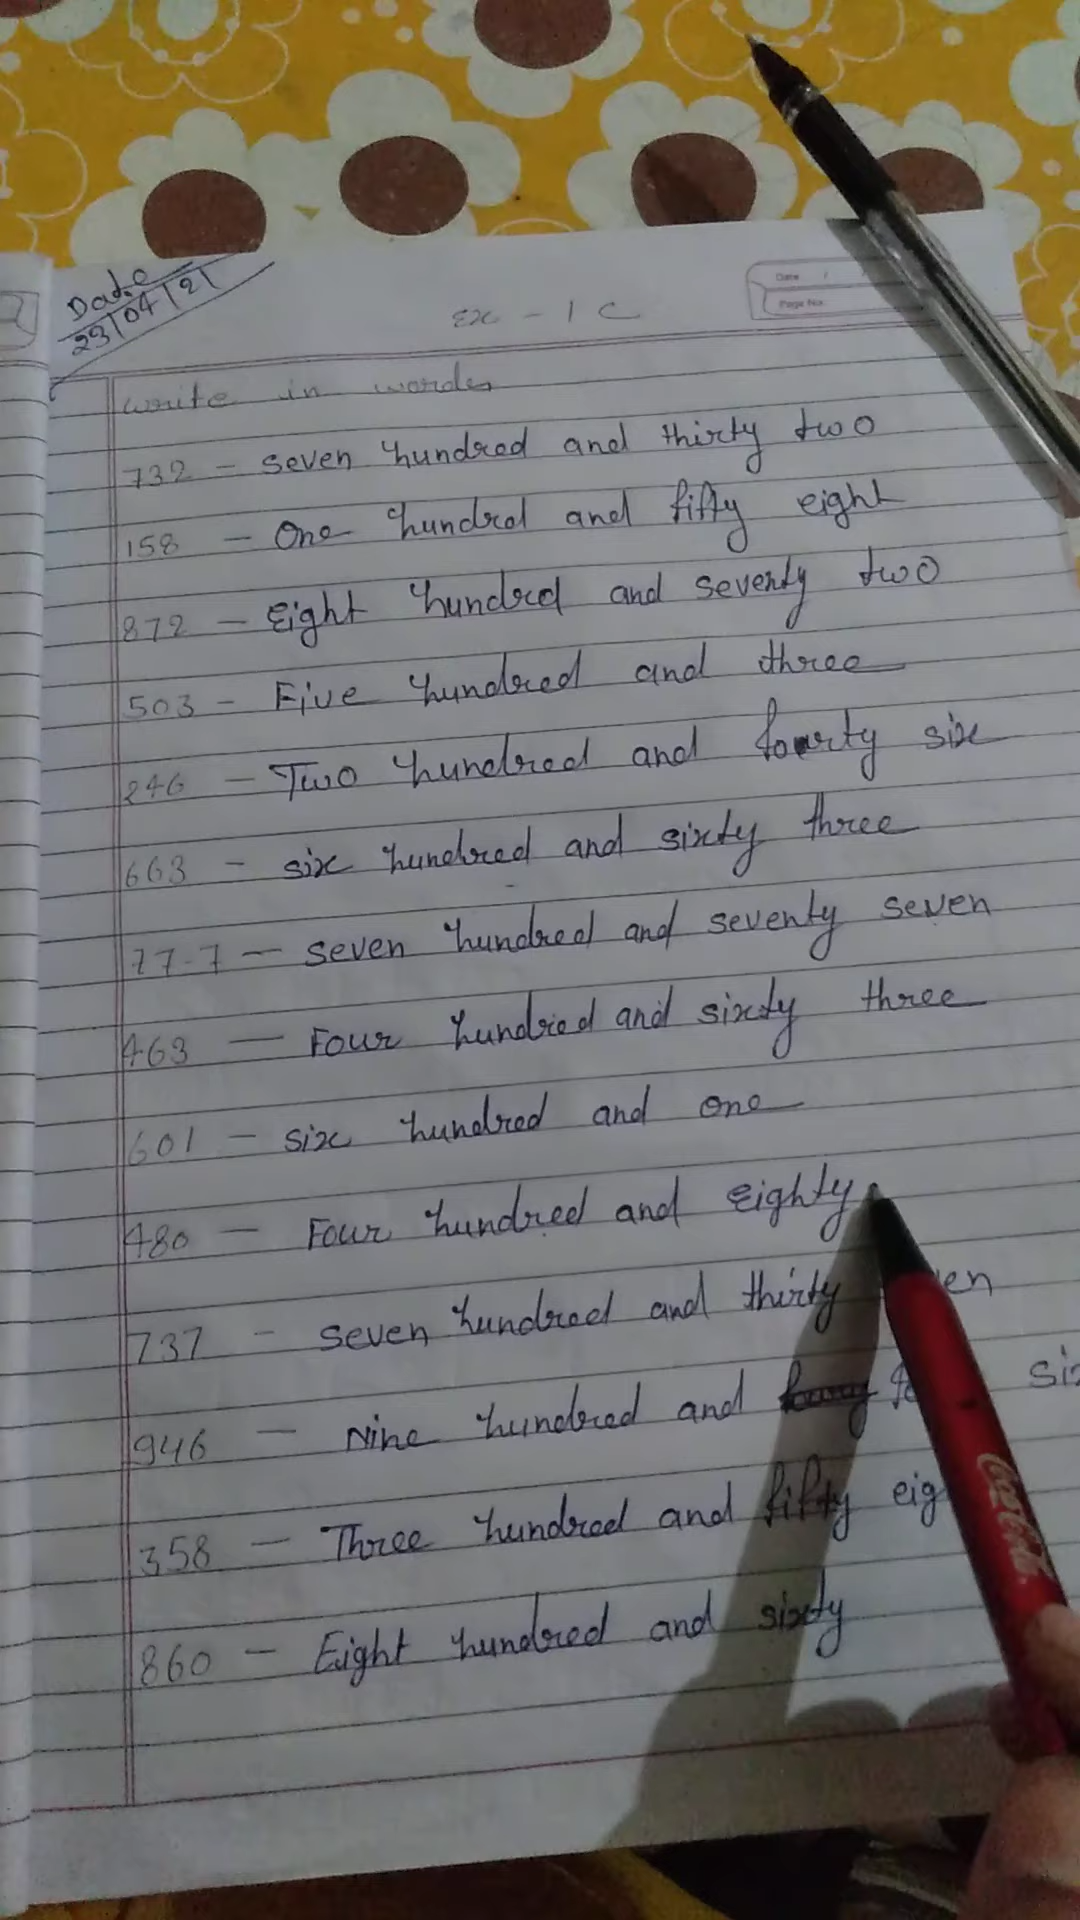 Date
23/04/21
Ex - 1 C
Date / /
Page No.
write in words
732 - seven hundred and thirty two
158 - One hundred and fifty eight
872 - Eight hundred and seventy two
503 - Five hundred and three
246 - Two hundred and fourty six
663 - six hundred and sixty three
777 - seven hundred and seventy seven
463 - Four hundred and sixty three
601 - six hundred and one
480 - Four hundred and Eighty
737 - seven hundred and thirty
946 - Nine hundred and
358 - Three hundred and fifty
860 - Eight hundred and sixty